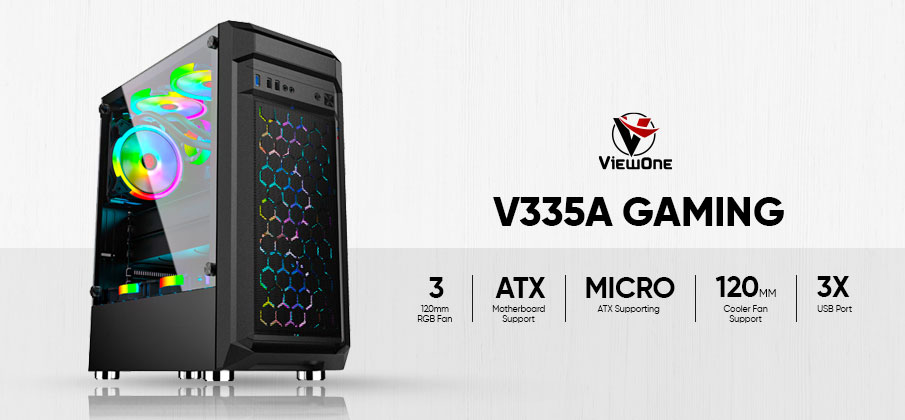 ViewOne
V335A GAMING
3
120mm
RGB Fan
ATX
Motherboard
Support
MICRO
ATX Supporting
120MM
Cooler Fan
Support
3X
USB Port